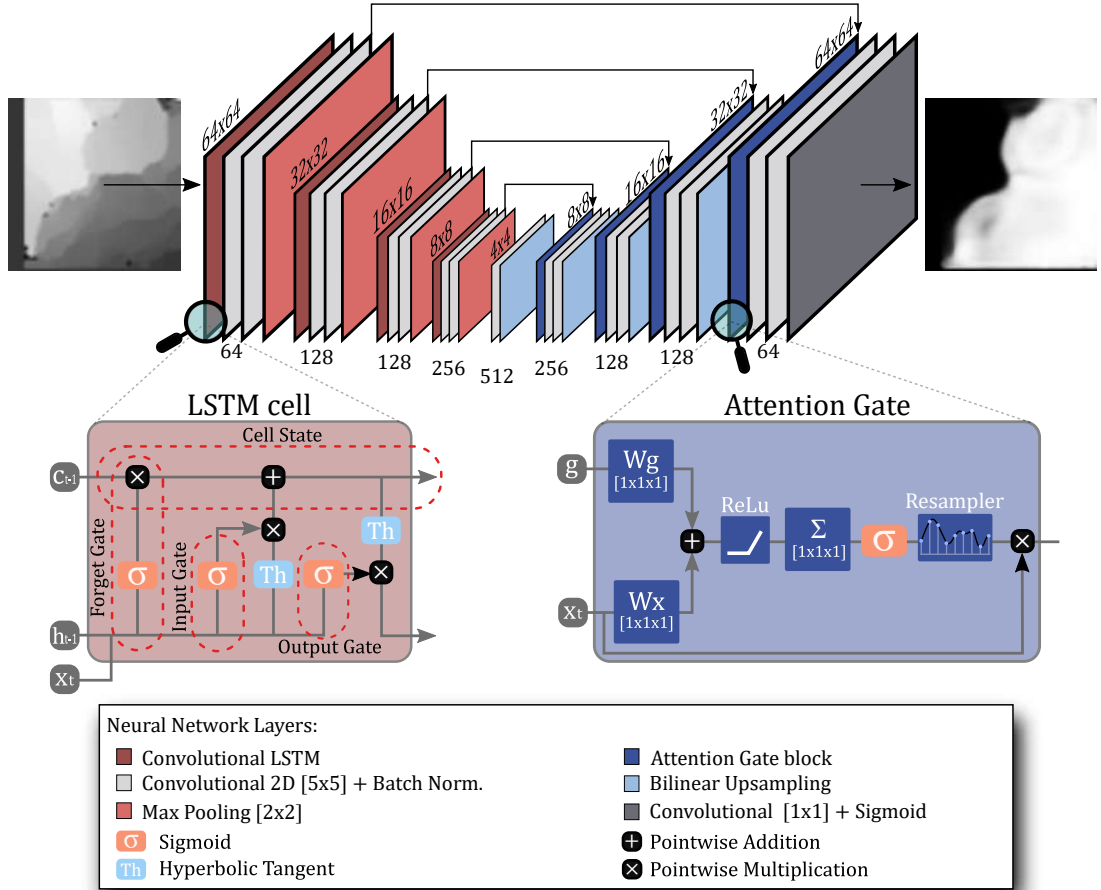 64x64
32x32
16x16
8x8
4x4
8x8
16x16
32x32
64x64
64
128
128
256
512
256
128
128
64
LSTM cell
Attention Gate
Cell State
Ct-1
Forget Gate
Input Gate
Output Gate
σ
σ
Th
σ
Th
ht-1
Xt
g
Wg
[1x1x1]
ReLu
Σ
[1x1x1]
σ
Resampler
Xt
Wx
[1x1x1]
Neural Network Layers:
Convolutional LSTM
Convolutional 2D [5x5] + Batch Norm.
Max Pooling [2x2]
σ Sigmoid
Th Hyperbolic Tangent
Attention Gate block
Bilinear Upsampling
Convolutional [1x1] + Sigmoid
+ Pointwise Addition
× Pointwise Multiplication